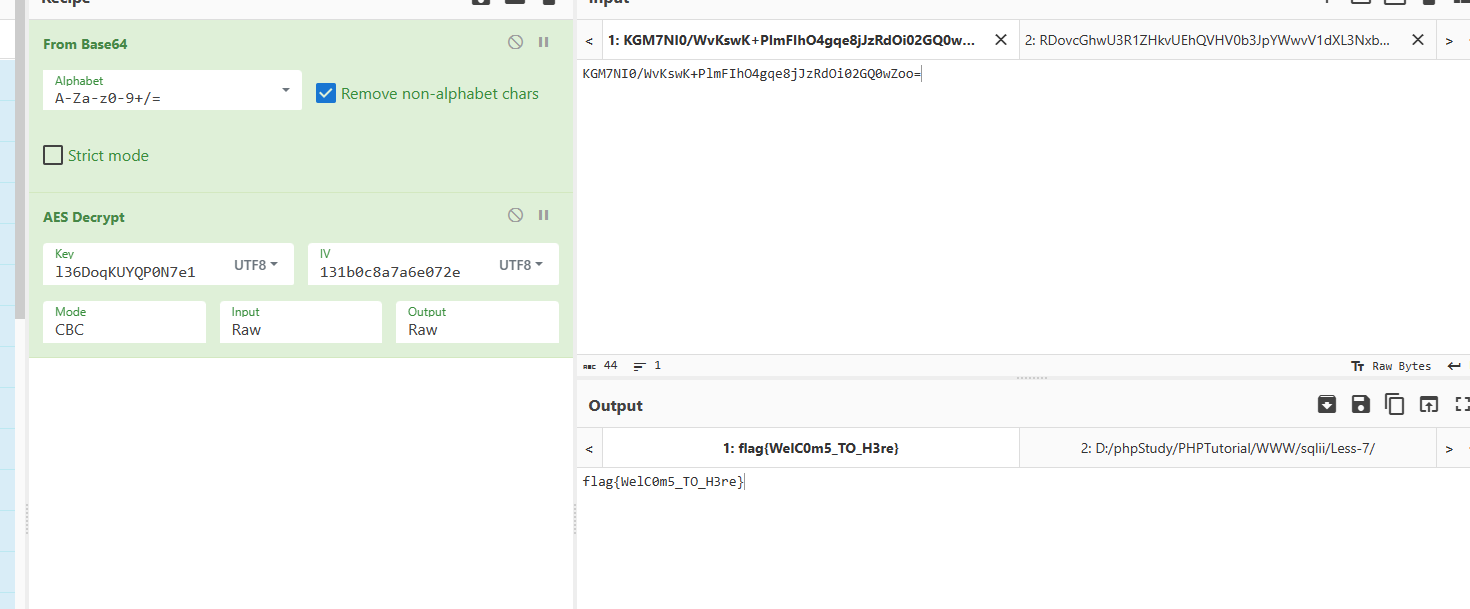 Recipe
From Base64
Alphabet
A-Za-z0-9+/=
Remove non-alphabet chars
Strict mode
AES Decrypt
Key
l36DoqKUYQP0N7e1
UTF8
IV
131b0c8a7a6e072e
UTF8
Mode
CBC
Input
Raw
Output
Raw
Input
< 1: KGM7NI0/WvKswK+PlmFIhO4gqe8jJzRdOi02GQ0w... 2: RDovcGhwU3R1ZHkvUEhQVHV0b3JpYWwvV1dXL3Nxb... >
KGM7NI0/WvKswK+PlmFIhO4gqe8jJzRdOi02GQ0wZoo=
ABC 44 1 Tт Raw Bytes
Output
< 1: flag{WelC0m5_TO_H3re} 2: D:/phpStudy/PHPTutorial/WWW/sqlii/Less-7/ >
flag{WelC0m5_TO_H3re}